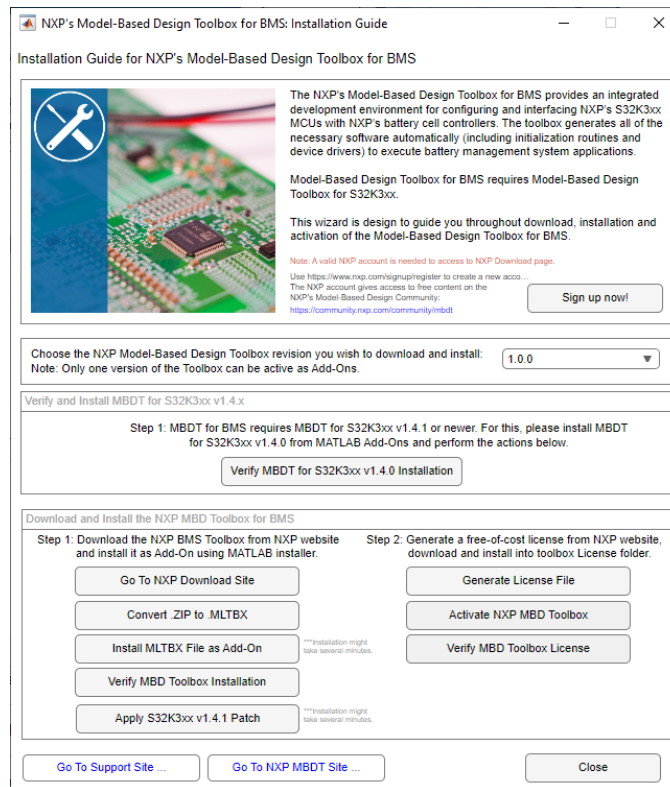 NXP's Model-Based Design Toolbox for BMS: Installation Guide
Installation Guide for NXP's Model-Based Design Toolbox for BMS
The NXP's Model-Based Design Toolbox for BMS provides an integrated
development environment for configuring and interfacing NXP's S32K3xx
MCUs with NXP's battery cell controllers. The toolbox generates all of the
necessary software automatically (including initialization routines and
device drivers) to execute battery management system applications.
Model-Based Design Toolbox for BMS requires Model-Based Design
Toolbox for S32K3xx.
This wizard is design to guide you throughout download, installation and
activation of the Model-Based Design Toolbox for BMS.
Note: A valid NXP account is needed to access to NXP Download page.
Use https://www.nxp.com/signup/register to create a new acco...
The NXP account gives access to free content on the
NXP's Model-Based Design Community:
https://community.nxp.com/community/mbdt
Sign up now!
Choose the NXP Model-Based Design Toolbox revision you wish to download and install:
Note: Only one version of the Toolbox can be active as Add-Ons.
1.0.0
Verify and Install MBDT for S32K3xx v1.4.x
Step 1: MBDT for BMS requires MBDT for S32K3xx v1.4.1 or newer. For this, please install MBDT
for S32K3xx v1.4.0 from MATLAB Add-Ons and perform the actions below.
Verify MBDT for S32K3xx v1.4.0 Installation
Download and Install the NXP MBD Toolbox for BMS
Step 1: Download the NXP BMS Toolbox from NXP website
and install it as Add-On using MATLAB installer.
Go To NXP Download Site
Convert .ZIP to .MLTBX
Install MLTBX File as Add-On
***Installation might
take several minutes.
Verify MBD Toolbox Installation
Apply S32K3xx v1.4.1 Patch
***Installation might
take several minutes.
Step 2: Generate a free-of-cost license from NXP website,
download and install into toolbox License folder.
Generate License File
Activate NXP MBD Toolbox
Verify MBD Toolbox License
Go To Support Site ...
Go To NXP MBDT Site ...
Close